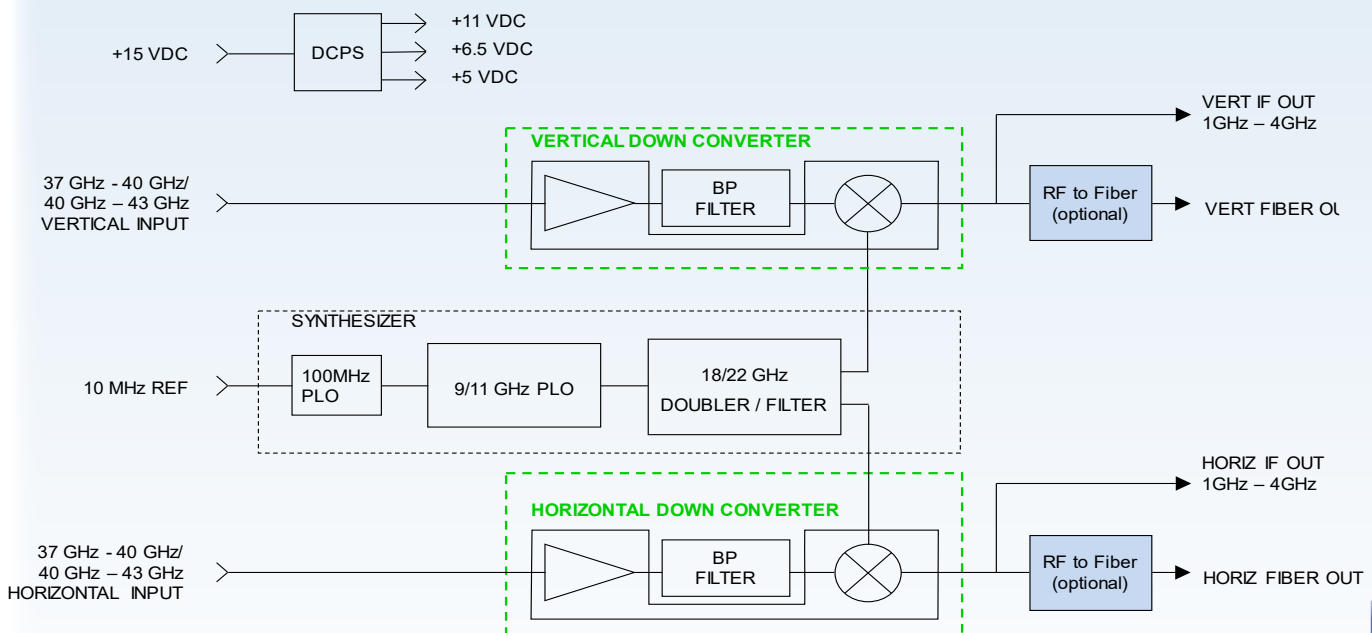 +15 VDC
DCPS
+11 VDC
+6.5 VDC
+5 VDC
VERT IF OUT
1GHz – 4GHz
VERTICAL DOWN CONVERTER
37 GHz - 40 GHz/
40 GHz – 43 GHz
VERTICAL INPUT
BP
FILTER
RF to Fiber
(optional)
VERT FIBER OU
SYNTHESIZER
10 MHz REF
100MHz
PLO
9/11 GHz PLO
18/22 GHz
DOUBLER / FILTER
HORIZ IF OUT
1GHz – 4GHz
HORIZONTAL DOWN CONVERTER
37 GHz - 40 GHz/
40 GHz – 43 GHz
HORIZONTAL INPUT
BP
FILTER
RF to Fiber
(optional)
HORIZ FIBER OUT